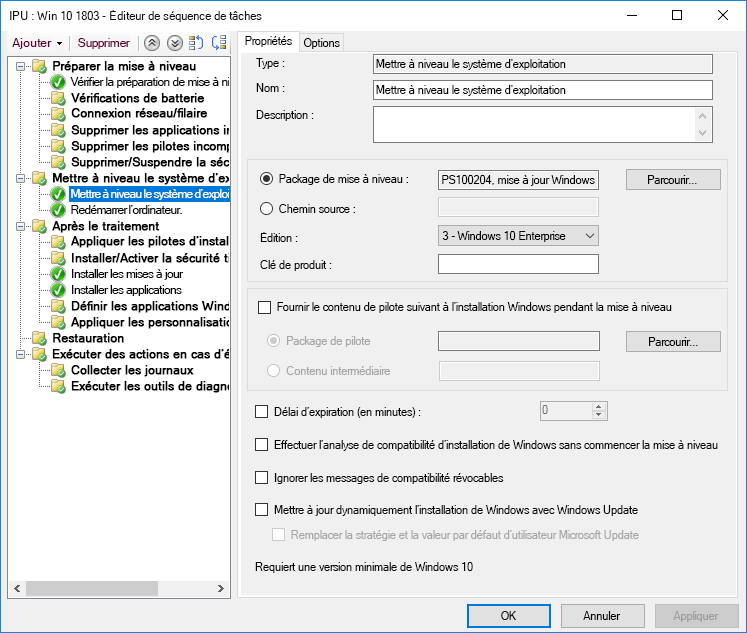 IPU : Win 10 1803 - Éditeur de séquence de tâches
Ajouter Supprimer
Préparer la mise à niveau
Vérifier la préparation de mise à ni
Vérifications de batterie
Connexion réseau/filaire
Supprimer les applications in
Supprimer les pilotes incomp
Supprimer/Suspendre la séc
Mettre à niveau le système d'ex
Mettre à niveau le système d'exploi
Redémarrer l'ordinateur.
Après le traitement
Appliquer les pilotes d'instal
Installer/Activer la sécurité ti
Installer les mises à jour
Installer les applications
Définir les applications Wind
Appliquer les personnalisatio
Restauration
Exécuter des actions en cas d'é
Collecter les journaux
Exécuter les outils de diagno
Propriétés Options
Type : Mettre à niveau le système d'exploitation
Nom : Mettre à niveau le système d'exploitation
Description :
Package de mise à niveau : PS100204, mise à jour Windows Parcourir...
Chemin source :
Édition : 3 - Windows 10 Enterprise
Clé de produit :
Fournir le contenu de pilote suivant à l'installation Windows pendant la mise à niveau
Package de pilote Parcourir...
Contenu intermédiaire
Délai d'expiration (en minutes) : 0
Effectuer l'analyse de compatibilité d'installation de Windows sans commencer la mise à niveau
Ignorer les messages de compatibilité révocables
Mettre à jour dynamiquement l'installation de Windows avec Windows Update
Remplacer la stratégie et la valeur par défaut d'utilisateur Microsoft Update
Requiert une version minimale de Windows 10
OK Annuler Appliquer